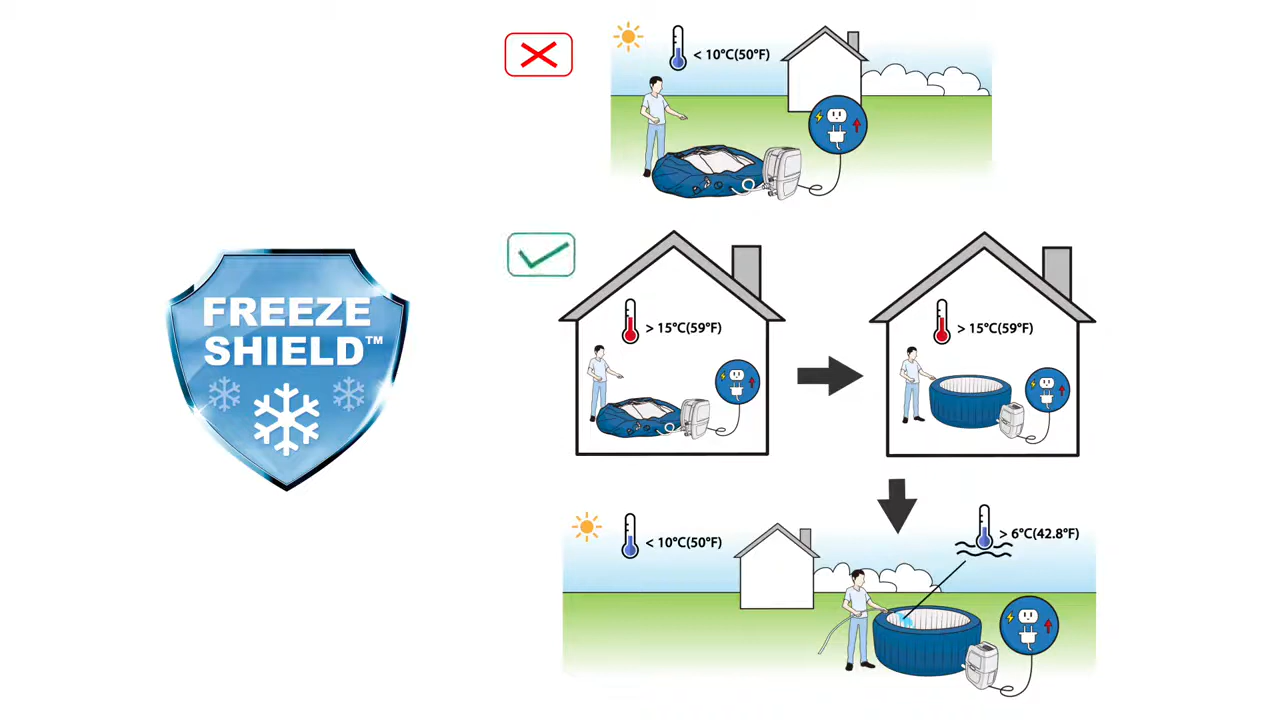 < 10°C(50°F)
FREEZE
SHIELD™
> 15°C(59°F)
> 15°C(59°F)
< 10°C(50°F)
> 6°C(42.8°F)